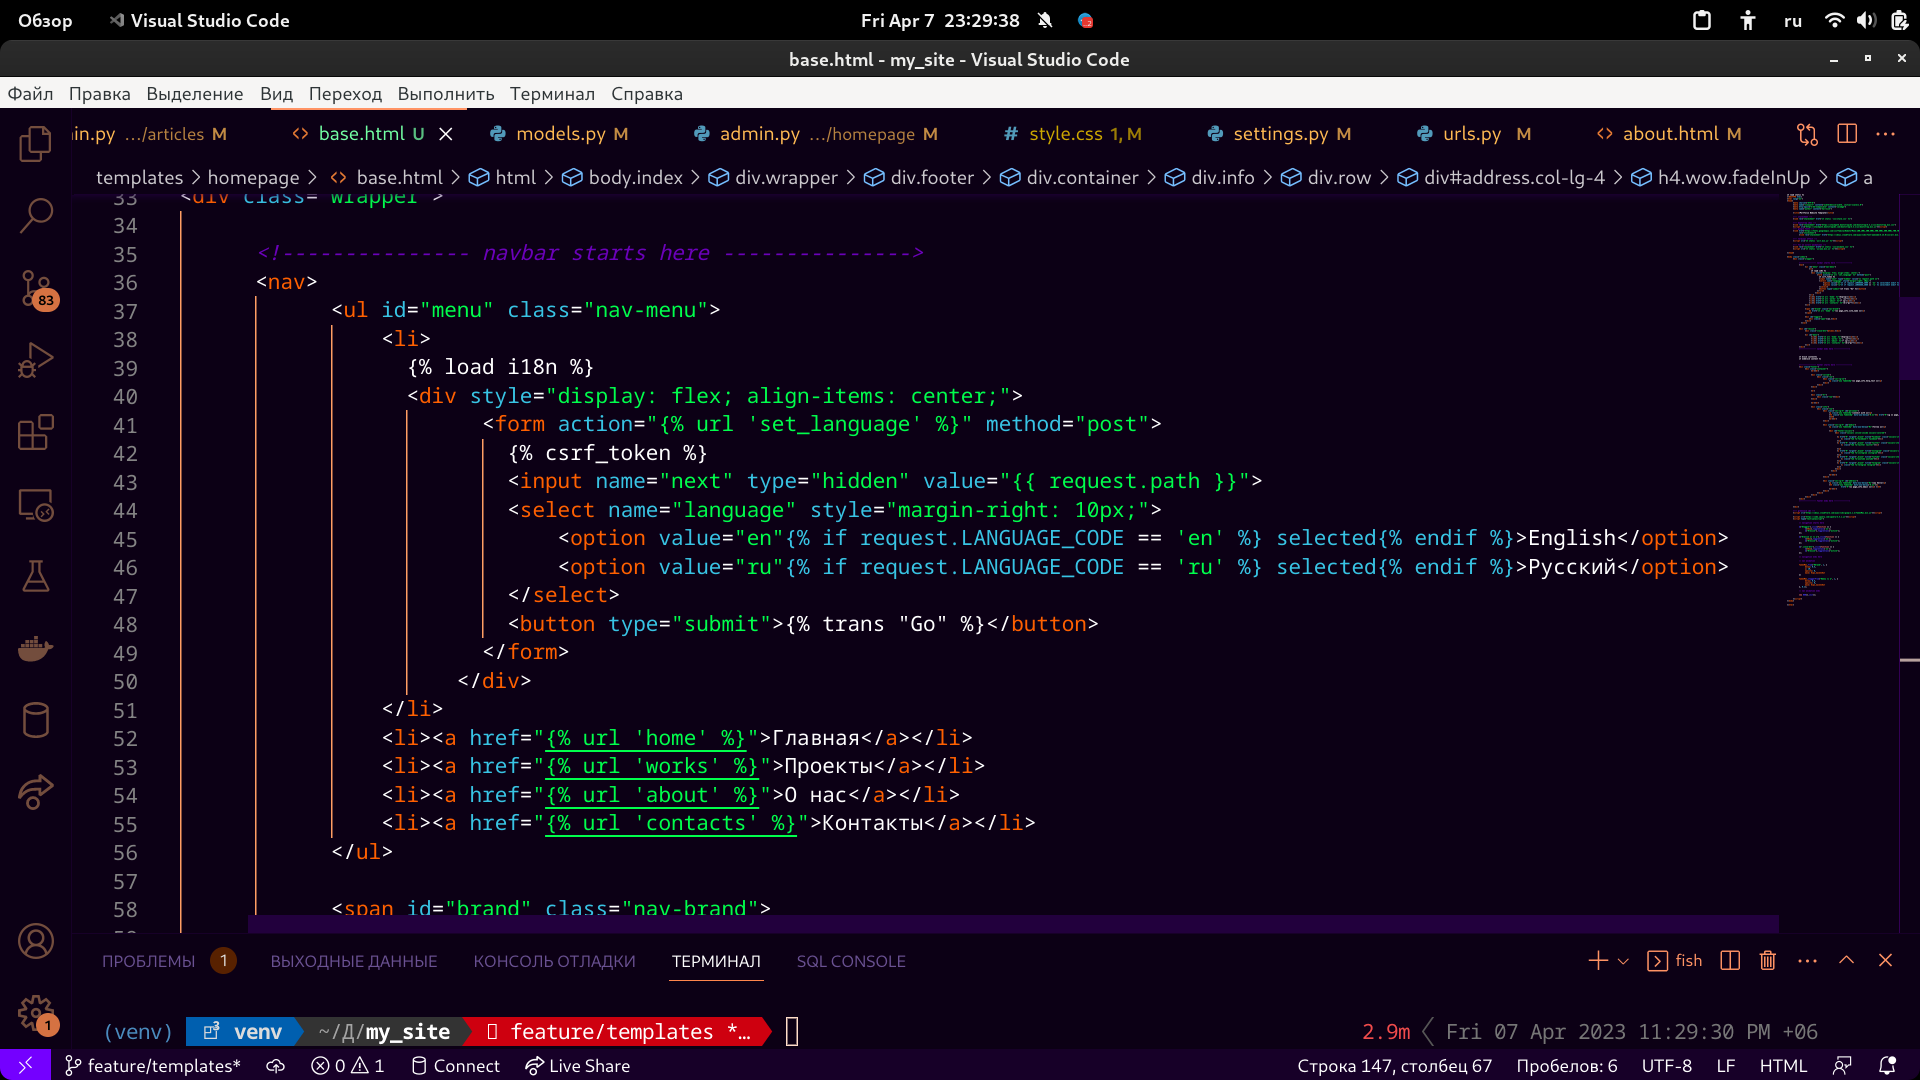 Обзор Visual Studio Code Fri Apr 7 23:29:38 ru
base.html - my_site - Visual Studio Code
Файл Правка Выделение Вид Переход Выполнить Терминал Справка
in.py .../articles M base.html U models.py M admin.py .../homepage M style.css 1, M settings.py M urls.py M about.html M
templates > homepage > base.html > html > body.index > div.wrapper > div.footer > div.container > div.info > div.row > div#address.col-lg-4 > h4.wow.fadeInUp > a
33 <div class="wrapper">
34
35 <!--------------- navbar starts here --------------->
36 <nav>
37 <ul id="menu" class="nav-menu">
38 <li>
39 {% load i18n %}
40 <div style="display: flex; align-items: center;">
41 <form action="{% url 'set_language' %}" method="post">
42 {% csrf_token %}
43 <input name="next" type="hidden" value="{{ request.path }}">
44 <select name="language" style="margin-right: 10px;">
45 <option value="en"{% if request.LANGUAGE_CODE == 'en' %} selected{% endif %}>English</option>
46 <option value="ru"{% if request.LANGUAGE_CODE == 'ru' %} selected{% endif %}>Русский</option>
47 </select>
48 <button type="submit">{% trans "Go" %}</button>
49 </form>
50 </div>
51 </li>
52 <li><a href="{% url 'home' %}">Главная</a></li>
53 <li><a href="{% url 'works' %}">Проекты</a></li>
54 <li><a href="{% url 'about' %}">О нас</a></li>
55 <li><a href="{% url 'contacts' %}">Контакты</a></li>
56 </ul>
57
58 <span id="brand" class="nav-brand">
83
ПРОБЛЕМЫ 1 ВЫХОДНЫЕ ДАННЫЕ КОНСОЛЬ ОТЛАДКИ ТЕРМИНАЛ SQL CONSOLE fish
1
(venv) venv ~/Д/my_site feature/templates *… 2.9m Fri 07 Apr 2023 11:29:30 PM +06
feature/templates* 0 1 Connect Live Share Строка 147, столбец 67 Пробелов: 6 UTF-8 LF HTML